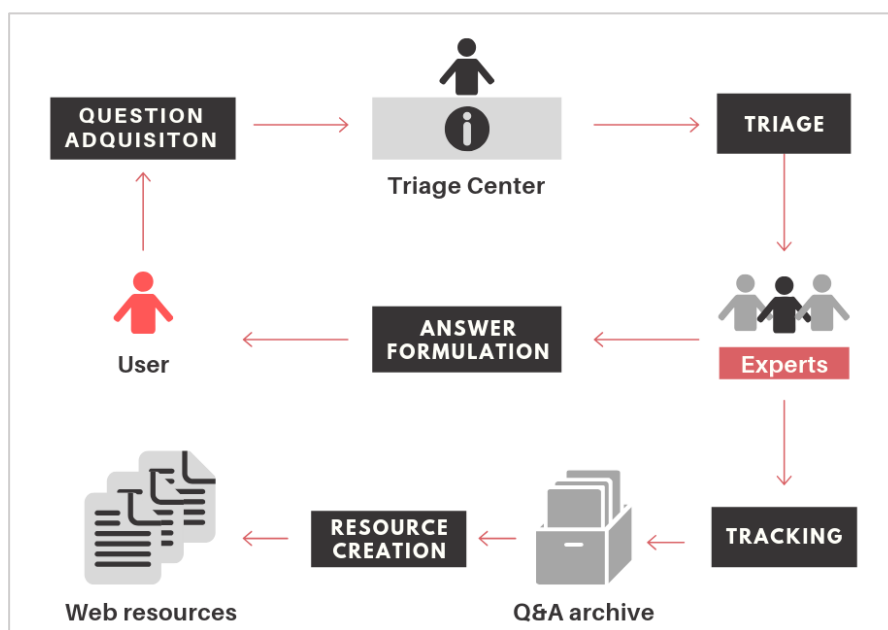 QUESTION
ADQUISITON
TRIAGE
Triage Center
ANSWER
FORMULATION
User
Experts
RESOURCE
CREATION
TRACKING
Web resources
Q&A archive